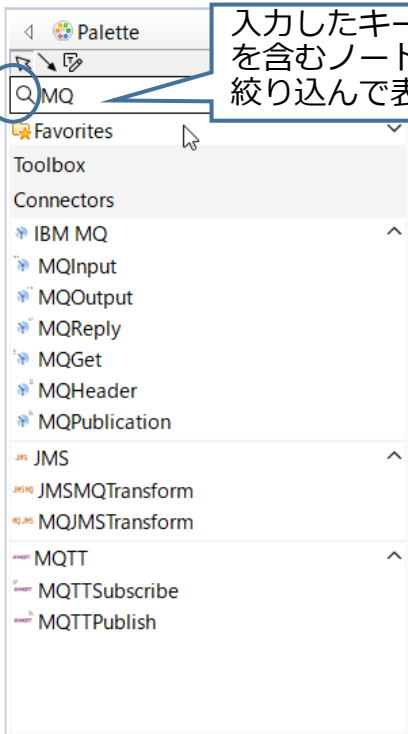 Palette
入力したキー
を含むノート
絞り込んで表
MQ
Favorites
Toolbox
Connectors
IBM MQ
MQInput
MQOutput
MQReply
MQGet
MQHeader
MQPublication
JMS
JMSMQTransform
MQJMSTransform
MQTT
MQTTSubscribe
MQTTPublish